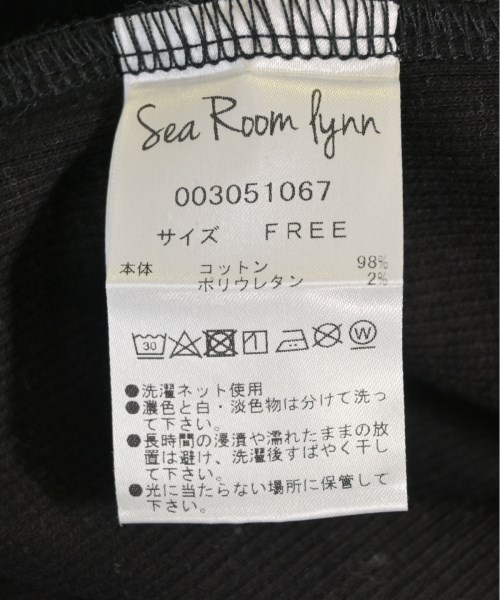 Sea Room lynn
003051067
サイズ FREE
本体 コットン 98%
ポリウレタン 2%
30 W
●洗濯ネット使用
●濃色と白・淡色物は分けて洗っ
て下さい。
●長時間の浸漬や濡れたままの放
置は避け、洗濯後すばやく干し
て下さい。
●光に当たらない場所に保管して
下さい。